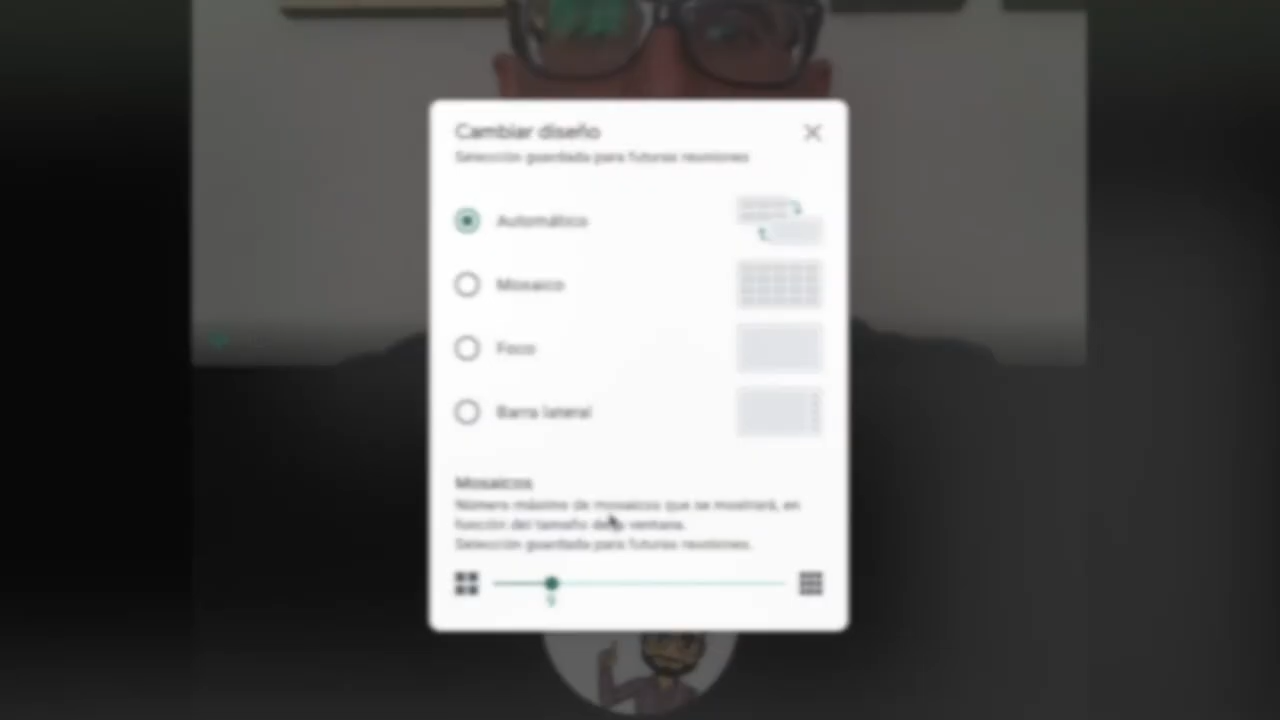 Cambiar diseño
Selección guardada para futuras reuniones
Automático
Mosaico
Foco
Barra lateral
Mosaicos
Número máximo de mosaicos que se mostrará, en
función del tamaño de la ventana.
Selección guardada para futuras reuniones.
9